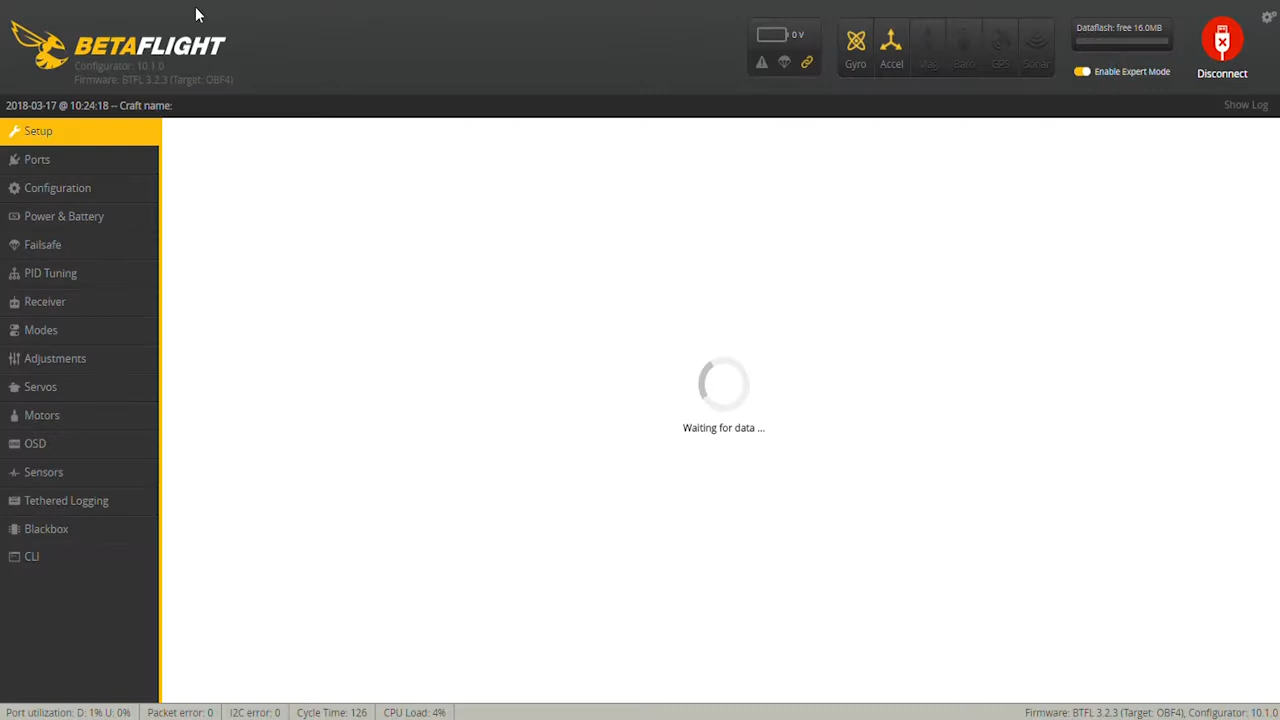 BETAFLIGHT
Configurator: 10.1.0
Firmware: BTFL 3.2.3 (Target: OBF4)
0 V
Gyro
Accel
Mag
Baro
GPS
Sonar
Dataflash: free 16.0MB
Enable Expert Mode
Disconnect
2018-03-17 @ 10:24:18 -- Craft name:
Show Log
Setup
Ports
Configuration
Power & Battery
Failsafe
PID Tuning
Receiver
Modes
Adjustments
Servos
Motors
OSD
Sensors
Tethered Logging
Blackbox
CLI
Waiting for data ...
Port utilization: D: 1% U: 0%
Packet error: 0
I2C error: 0
Cycle Time: 126
CPU Load: 4%
Firmware: BTFL 3.2.3 (Target: OBF4), Configurator: 10.1.0